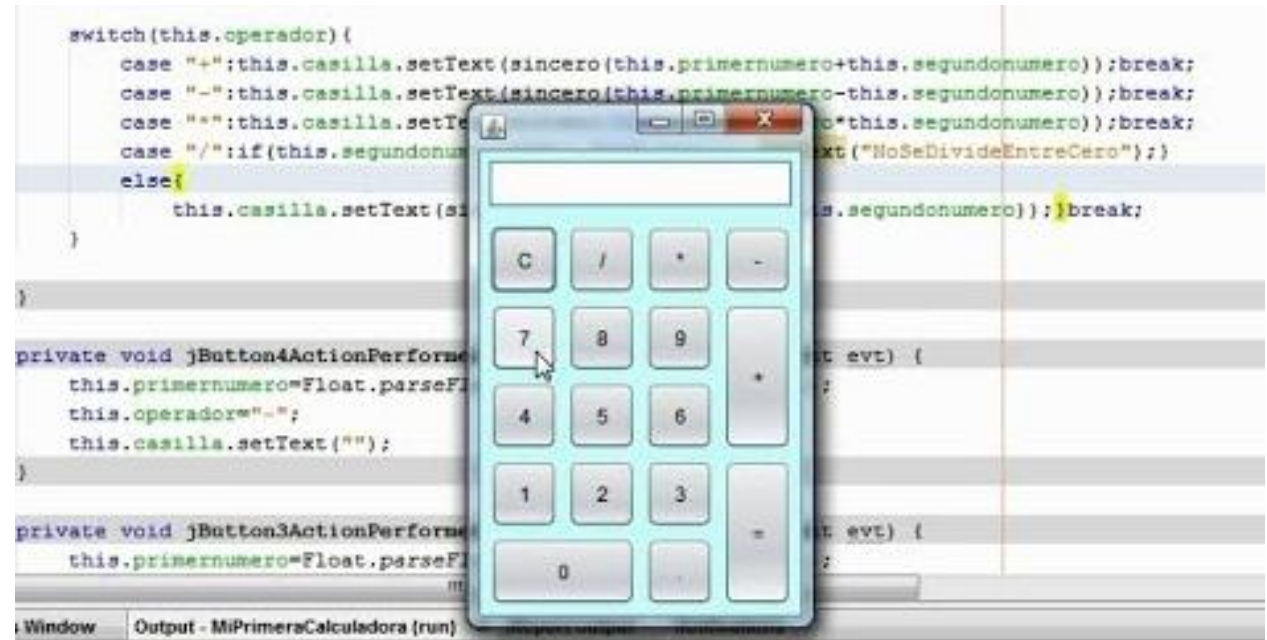 switch(this.operador){
case "+":this.casilla.setText(sincero(this.primernumero+this.segundonumero));break;
case "-":this.casilla.setText(sincero(this.primernumero-this.segundonumero));break;
case "*":this.casilla.setTe o*this.segundonumero));break;
case "/":if(this.segundonum xt("NoSeDivideEntreCero");}
else{
this.casilla.setText(si s.segundonumero));}break;
}
}
private void jButton4ActionPerforme t evt) {
this.primernumero=Float.parseFl ;
this.operador="-";
this.casilla.setText("");
}
private void jButton3ActionPerforme t evt) {
this.primernumero=Float.parseFl ;
C / * -
7 8 9 +
4 5 6
1 2 3 =
0 .
s Window Output - MiPrimeraCalculadora (run)